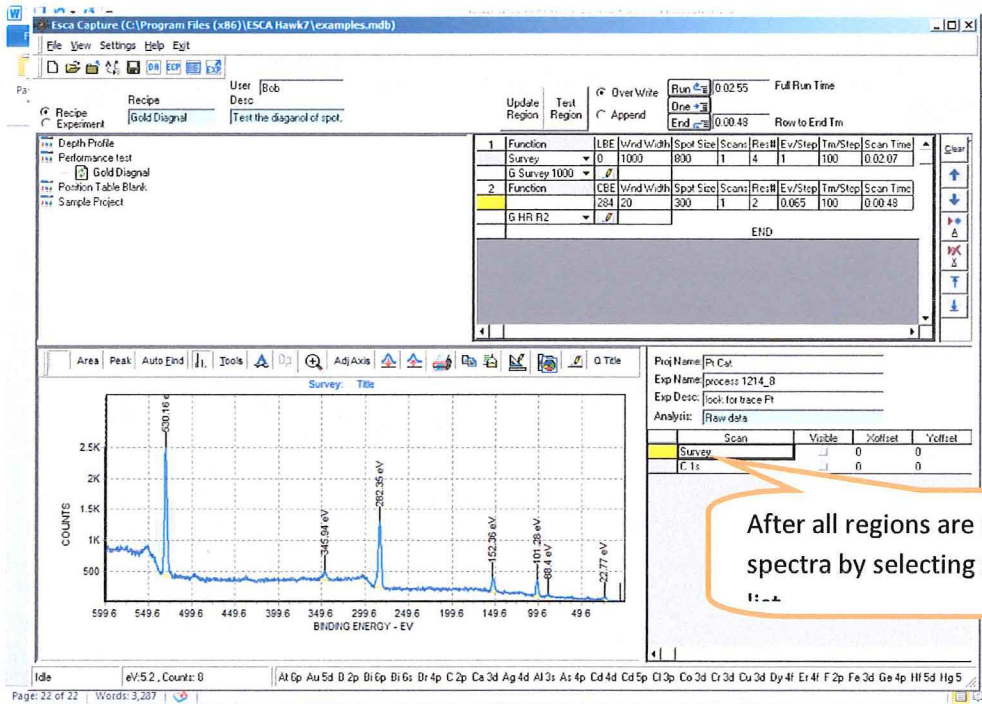 Esca Capture (C:\Program Files (x86)\ESCA Hawk7\examples.mdb)
File View Settings Help Exit
DB ECP
User Bob
Recipe Desc
Recipe
Experiment
Gold Diagnal
Test the diaganol of spot.
Update Region
Test Region
Over Write
Append
Run 0:02:55 Full Run Time
One
End 0:00:48 Row to End Tm
Depth Profile
Performance test
Gold Diagnal
Position Table Blank
Sample Project
1 Function LBE Wnd Width Spot Size Scans Res# Ev/Step Tm/Step Scan Time
Survey 0 1000 800 1 4 1 100 0:02:07
G Survey 1000
2 Function CBE Wnd Width Spot Size Scans Res# Ev/Step Tm/Step Scan Time
284 20 300 1 2 0.065 100 0:00:48
G HR R2
END
Clear
A
X
Area Peak Auto Find Tools Adj Axis Q Title
Survey: Title
530.16 e
345.94 eV
282.35 eV
152.36 eV
101.28 eV
68.4 eV
22.77 eV
2.5K
2K
1.5K
1K
500
COUNTS
599.6 549.6 499.6 449.6 399.6 349.6 299.6 249.6 199.6 149.6 99.6 49.6
BINDING ENERGY - EV
Proj Name: Pt Cat
Exp Name: process 1214_8
Exp Desc: look for trace Pt
Analysis: Raw data
Scan Visible Xoffset Yoffset
Survey 0 0
C 1s 0 0
After all regions are
spectra by selecting
Idle eV:5.2 , Counts: 8 At 6p Au 5d B 2p Bi 6p Bi 6s Br 4p C 2p Ca 3d Ag 4d Al 3s As 4p Cd 4d Cd 5p Cl 3p Co 3d Cr 3d Cu 3d Dy 4f Er 4f F 2p Fe 3d Ge 4p Hf 5d Hg 5
Page: 22 of 22 Words: 3,287